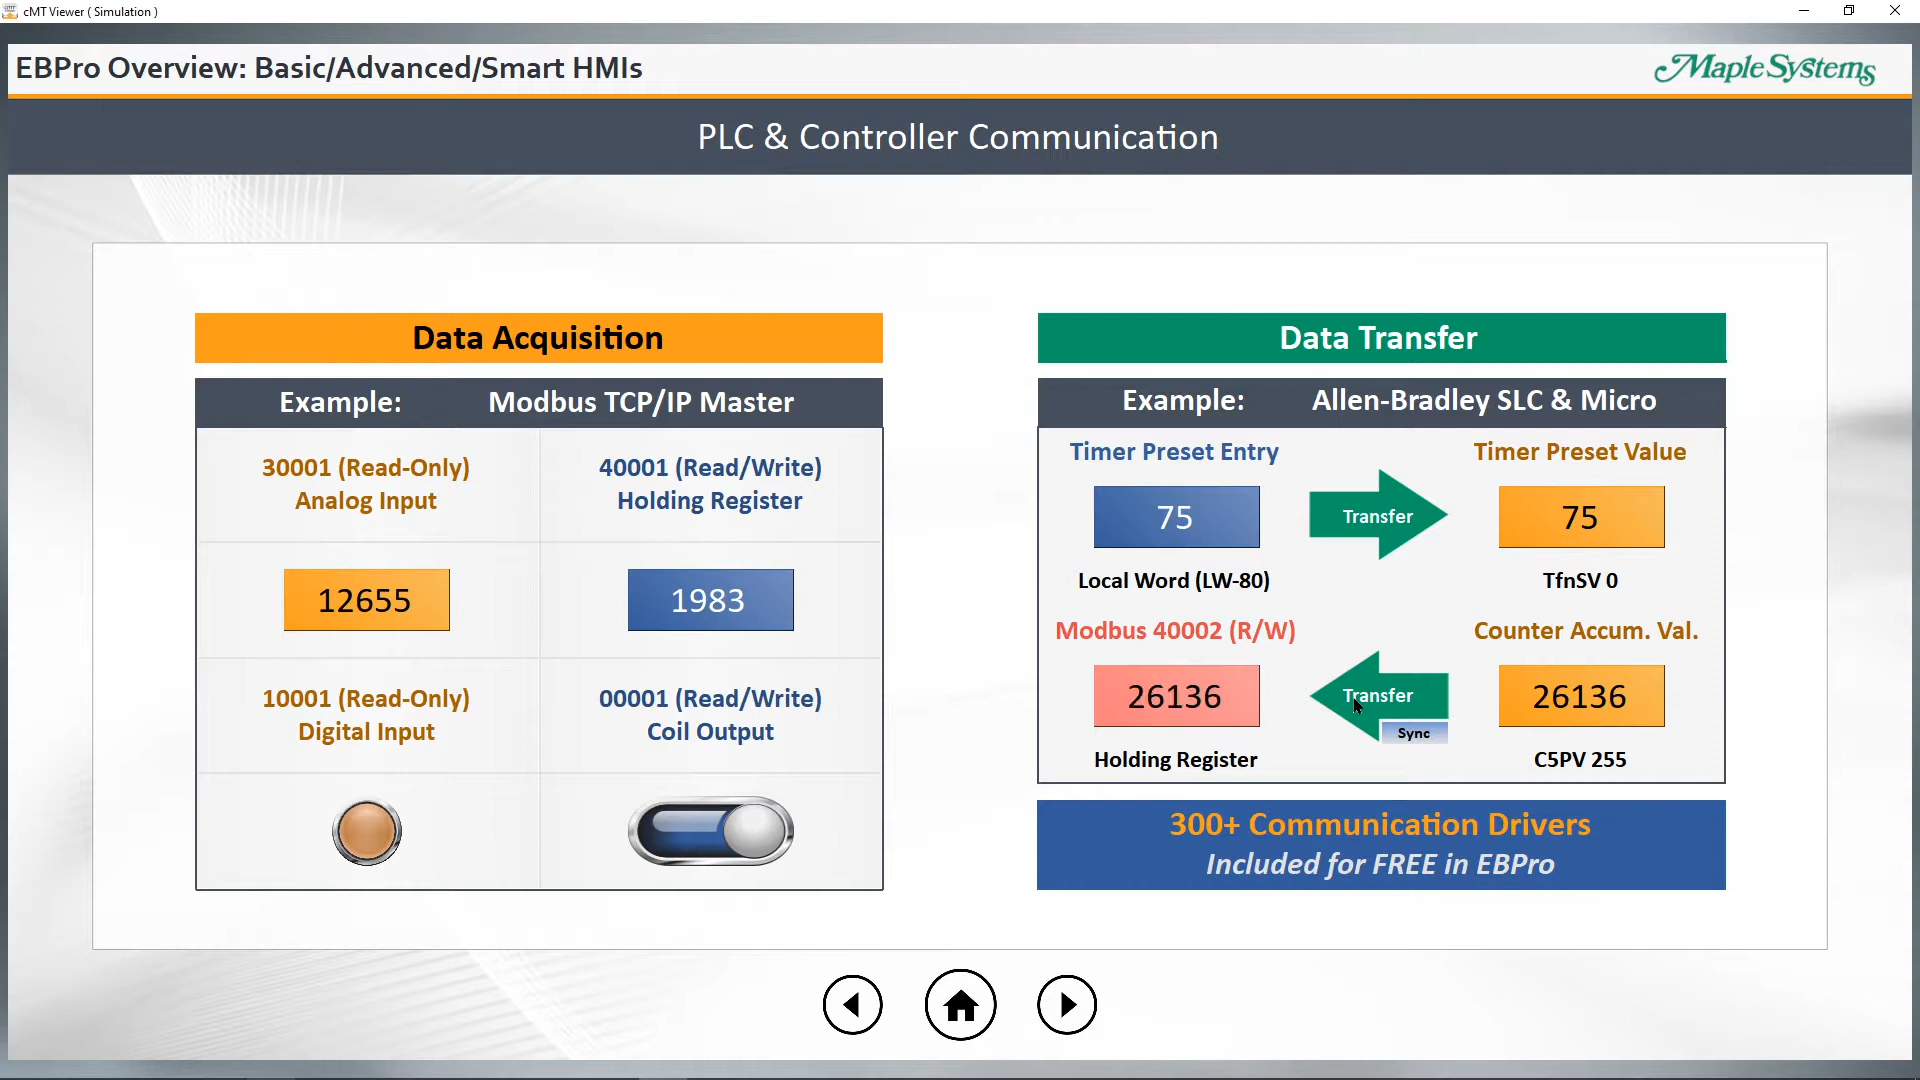 cMT Viewer ( Simulation )
EBPro Overview: Basic/Advanced/Smart HMIs
Maple Systems
PLC & Controller Communication
Data Acquisition
Example: Modbus TCP/IP Master
30001 (Read-Only)
Analog Input
40001 (Read/Write)
Holding Register
12655
1983
10001 (Read-Only)
Digital Input
00001 (Read/Write)
Coil Output
Data Transfer
Example: Allen-Bradley SLC & Micro
Timer Preset Entry
Timer Preset Value
75
Transfer
75
Local Word (LW-80)
TfnSV 0
Modbus 40002 (R/W)
Counter Accum. Val.
26136
Transfer
26136
Sync
Holding Register
C5PV 255
300+ Communication Drivers
Included for FREE in EBPro